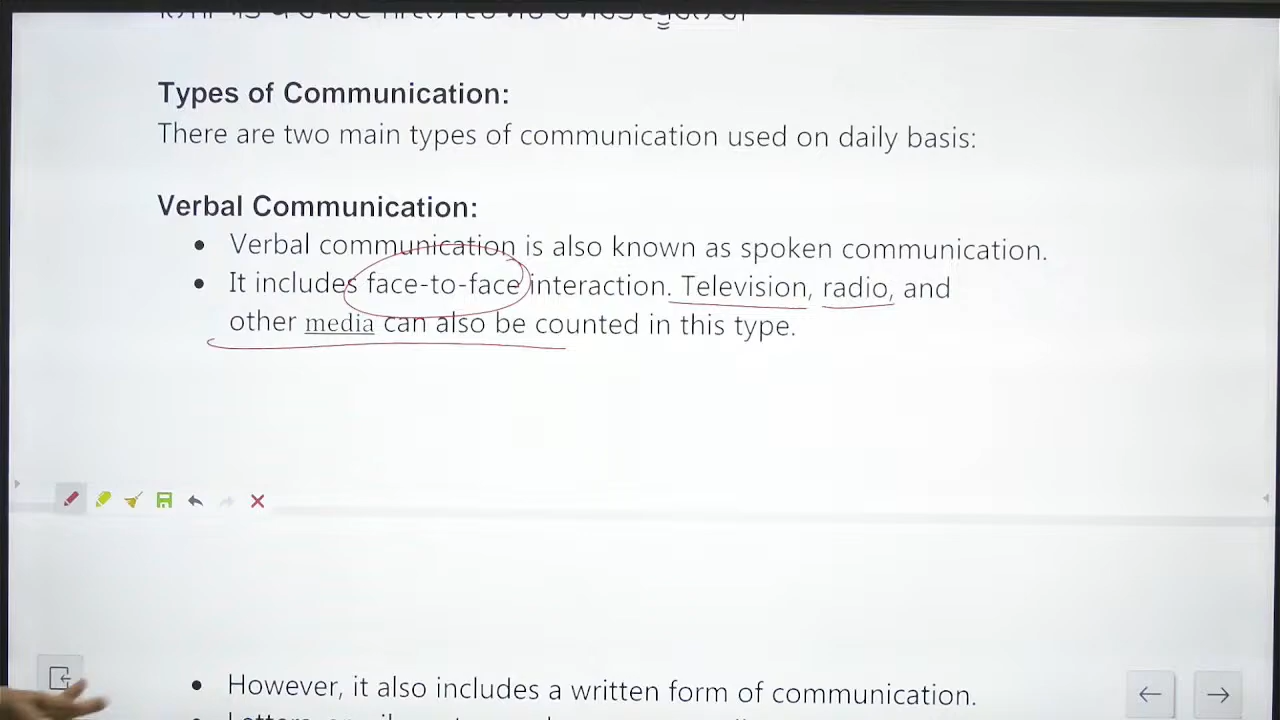 Types of Communication:
There are two main types of communication used on daily basis:
Verbal Communication:
• Verbal communication is also known as spoken communication.
• It includes face-to-face interaction. Television, radio, and
other media can also be counted in this type.
• However, it also includes a written form of communication.